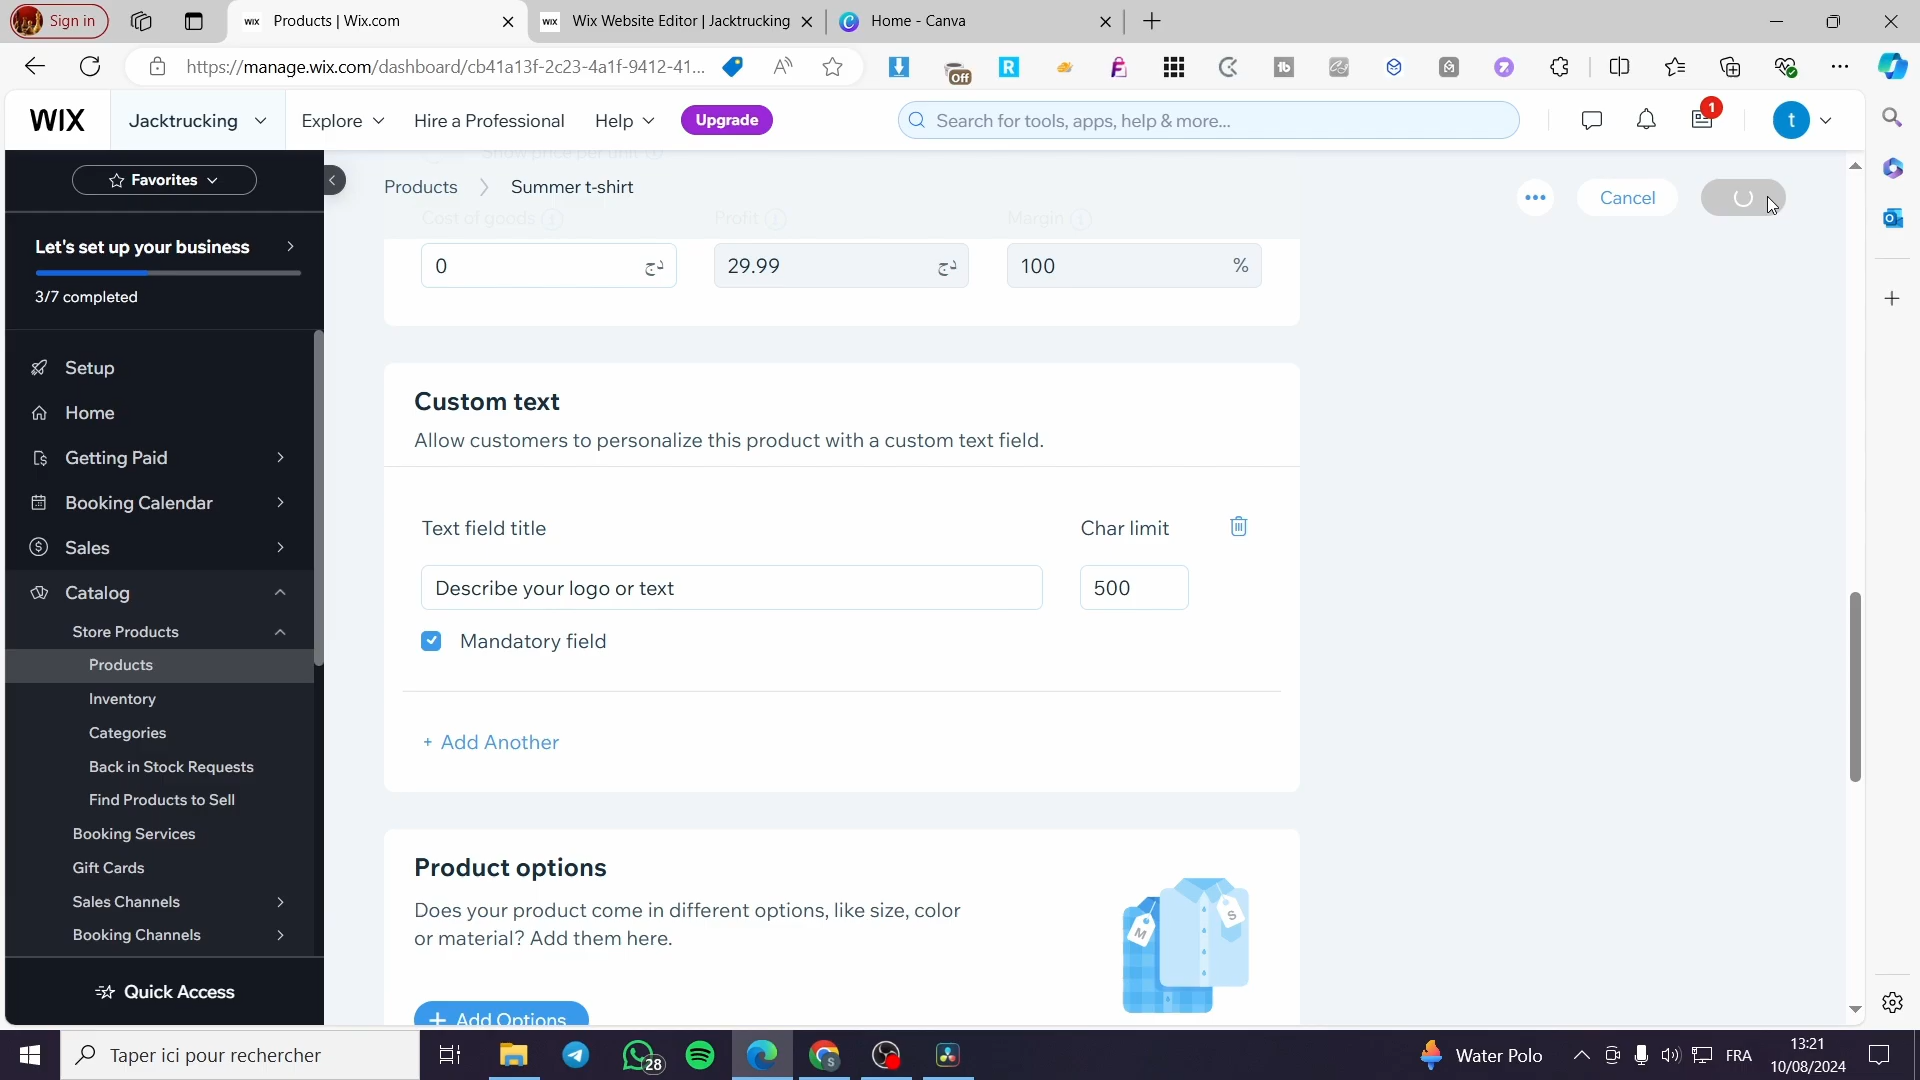 Sign in
WIX Products | Wix.com
WIX Wix Website Editor | Jacktrucking
Home - Canva
https://manage.wix.com/dashboard/cb41a13f-2c23-4a1f-9412-41...
Off
WIX
Jacktrucking
Explore
Hire a Professional
Help
Upgrade
Search for tools, apps, help & more...
1
t
Favorites
Let's set up your business
3/7 completed
Setup
Home
Getting Paid
Booking Calendar
Sales
Catalog
Store Products
Products
Inventory
Categories
Back in Stock Requests
Find Products to Sell
Booking Services
Gift Cards
Sales Channels
Booking Channels
Quick Access
Show price per unit
Products
Summer t-shirt
Cancel
Cost of goods
Profit
Margin
0 دج
29.99 دج
100 %
Custom text
Allow customers to personalize this product with a custom text field.
Text field title
Char limit
Describe your logo or text
500
Mandatory field
+ Add Another
Product options
Does your product come in different options, like size, color
or material? Add them here.
M
S
+ Add Options
Taper ici pour rechercher
28
Water Polo
FRA
13:21
10/08/2024